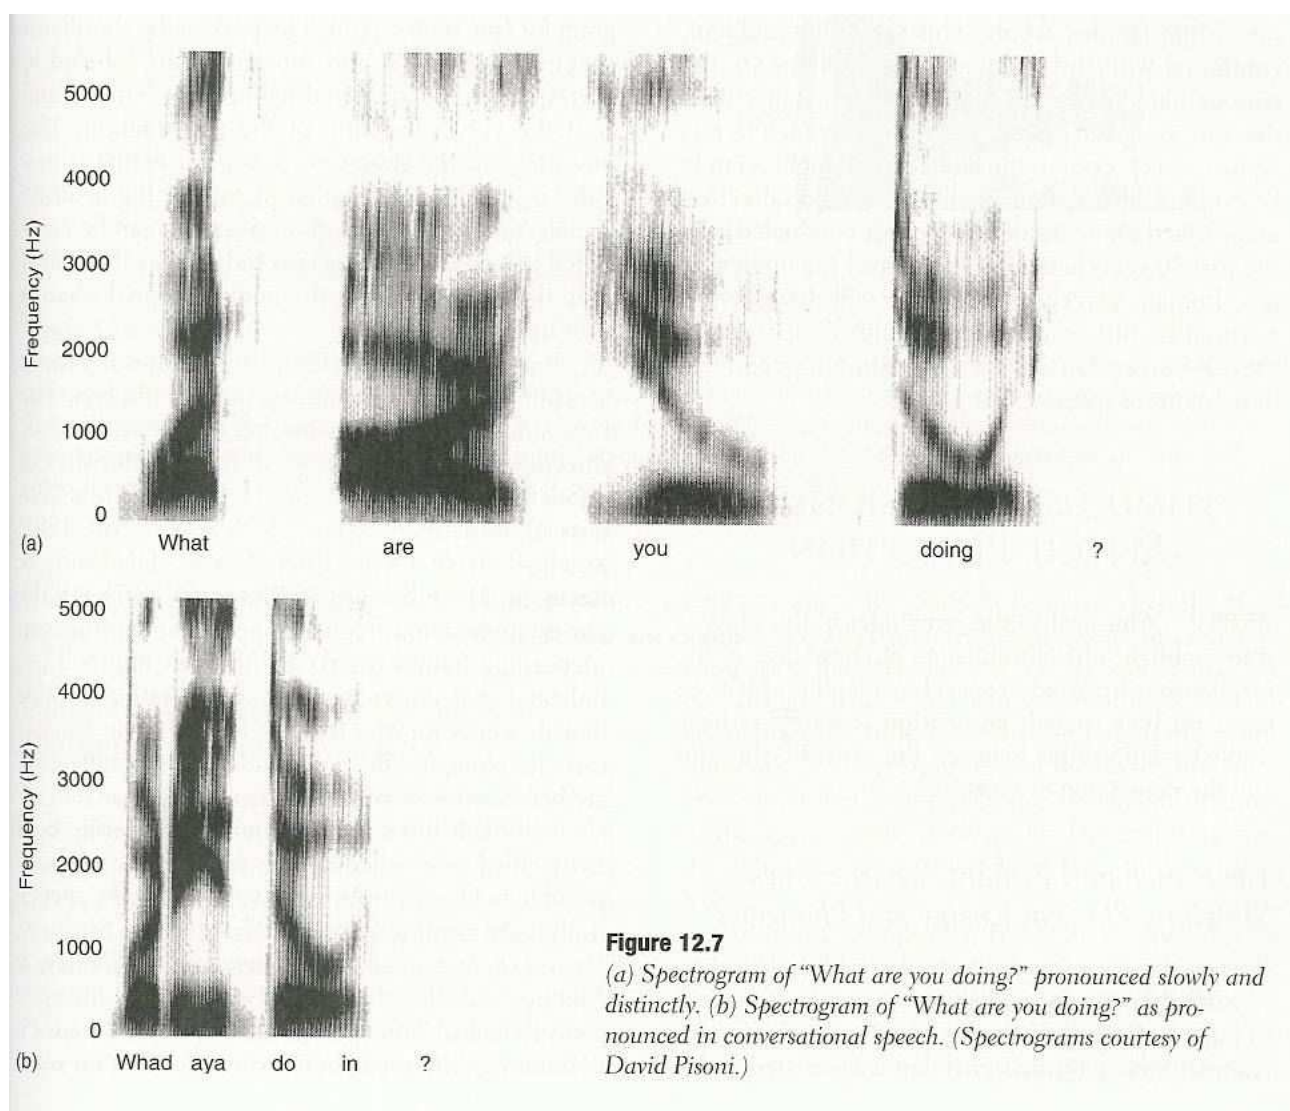 5000
4000
3000
2000
1000
0
Frequency (Hz)
(a) What are you doing ?
5000
4000
3000
2000
1000
0
Frequency (Hz)
(b) Whad aya do in ?
Figure 12.7
(a) Spectrogram of “What are you doing?” pronounced slowly and
distinctly. (b) Spectrogram of “What are you doing?” as pro-
nounced in conversational speech. (Spectrograms courtesy of
David Pisoni.)